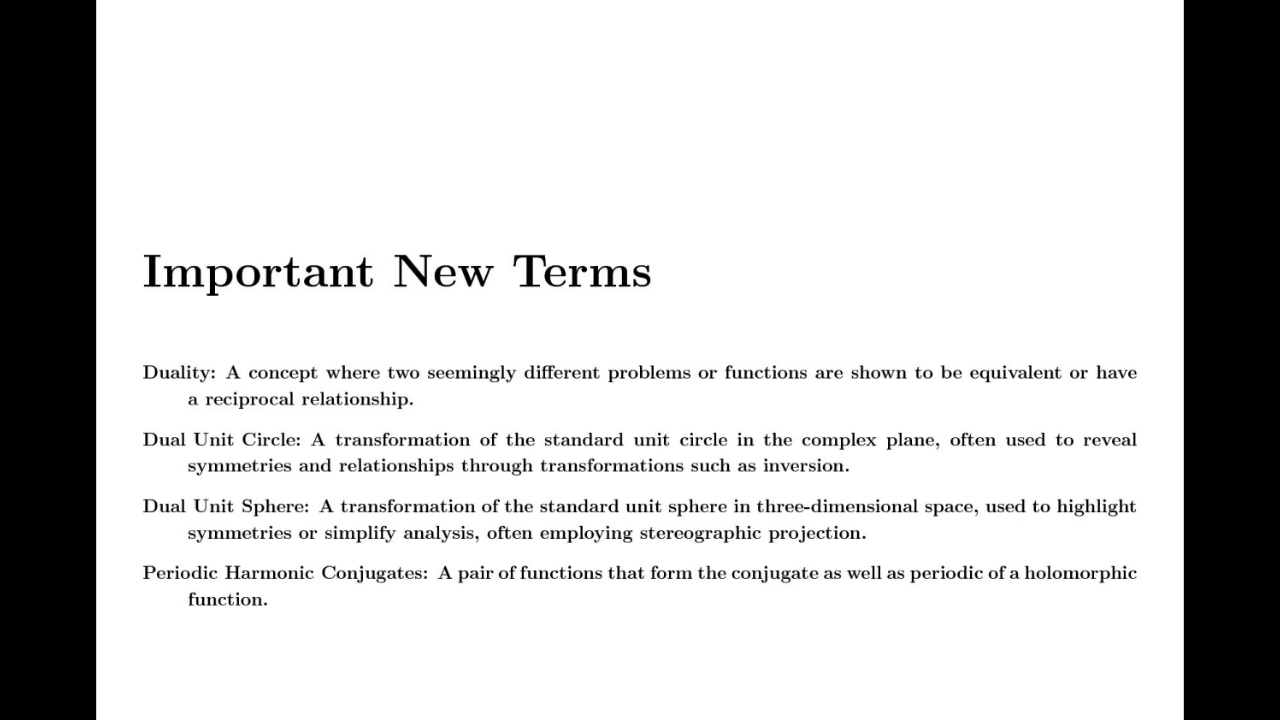 Important New Terms
Duality: A concept where two seemingly different problems or functions are shown to be equivalent or have
a reciprocal relationship.
Dual Unit Circle: A transformation of the standard unit circle in the complex plane, often used to reveal
symmetries and relationships through transformations such as inversion.
Dual Unit Sphere: A transformation of the standard unit sphere in three-dimensional space, used to highlight
symmetries or simplify analysis, often employing stereographic projection.
Periodic Harmonic Conjugates: A pair of functions that form the conjugate as well as periodic of a holomorphic
function.